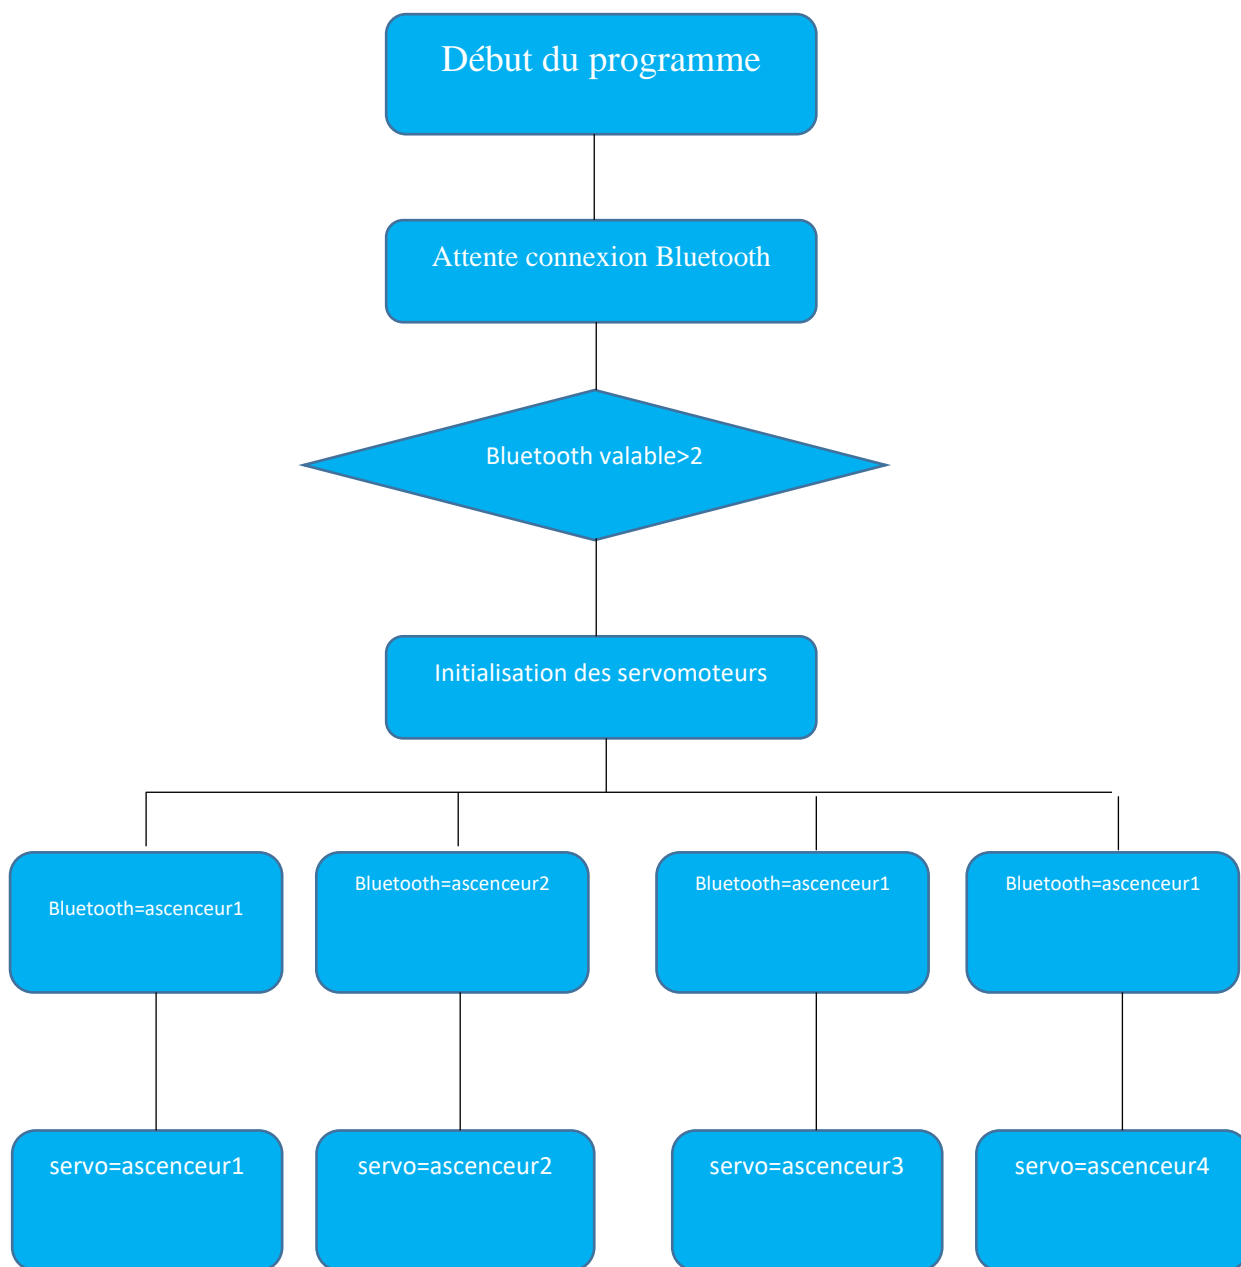 Début du programme
Attente connexion Bluetooth
Bluetooth valable>2
Initialisation des servomoteurs
Bluetooth=ascenceur1
Bluetooth=ascenceur2
Bluetooth=ascenceur1
Bluetooth=ascenceur1
servo=ascenceur1
servo=ascenceur2
servo=ascenceur3
servo=ascenceur4